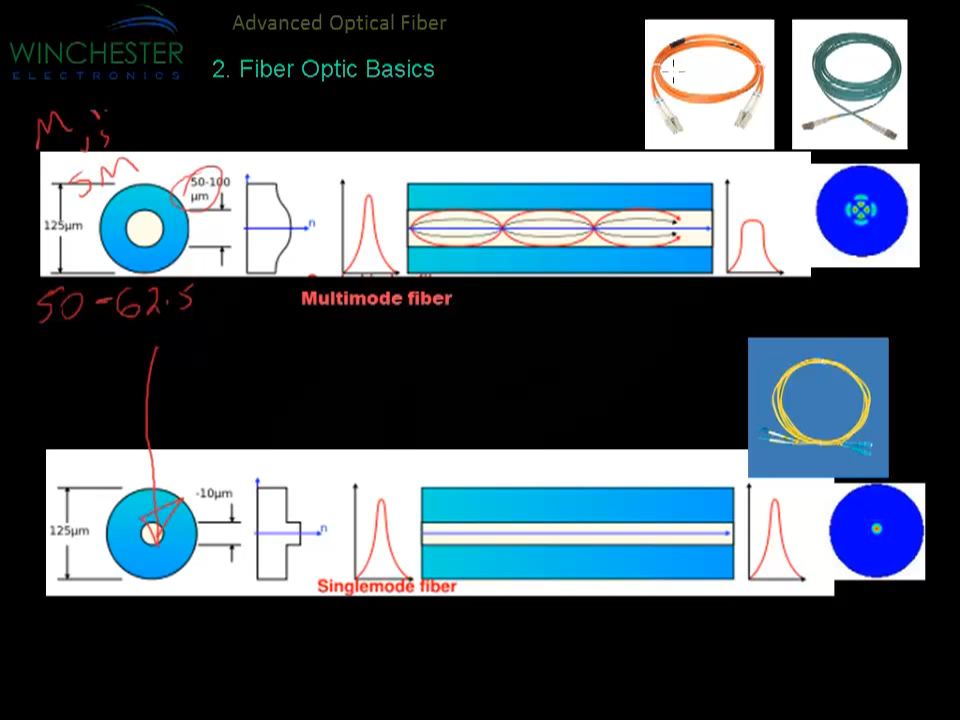 Advanced Optical Fiber
WINCHESTER
ELECTRONICS
2. Fiber Optic Basics
SM
50-100
µm
125µm
n
50-62.5
Multimode fiber
-10µm
125µm
n
Singlemode fiber